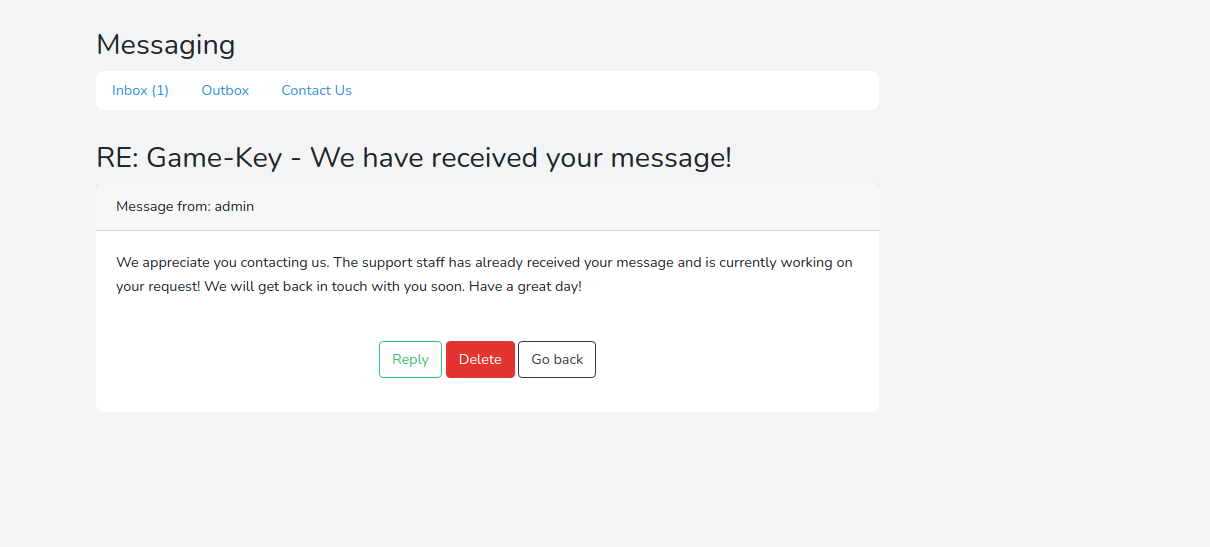 Messaging
Inbox (1) Outbox Contact Us
RE: Game-Key - We have received your message!
Message from: admin
We appreciate you contacting us. The support staff has already received your message and is currently working on
your request! We will get back in touch with you soon. Have a great day!
Reply Delete Go back